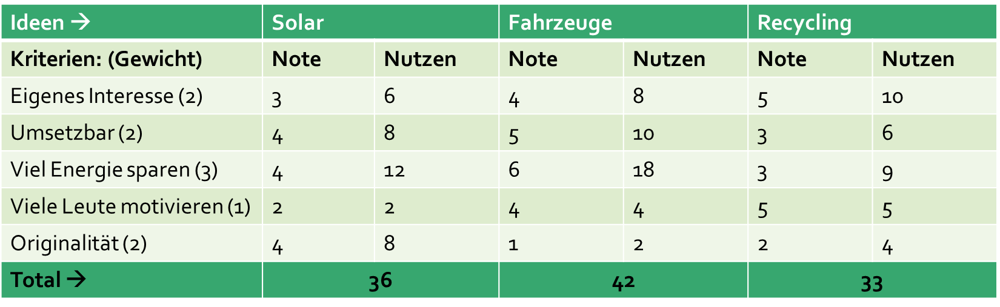 Ideen → Solar Fahrzeuge Recycling
Kriterien: (Gewicht) Note Nutzen Note Nutzen Note Nutzen
Eigenes Interesse (2) 3 6 4 8 5 10
Umsetzbar (2) 4 8 5 10 3 6
Viel Energie sparen (3) 4 12 6 18 3 9
Viele Leute motivieren (1) 2 2 4 4 5 5
Originalität (2) 4 8 1 2 2 4
Total → 36 42 33